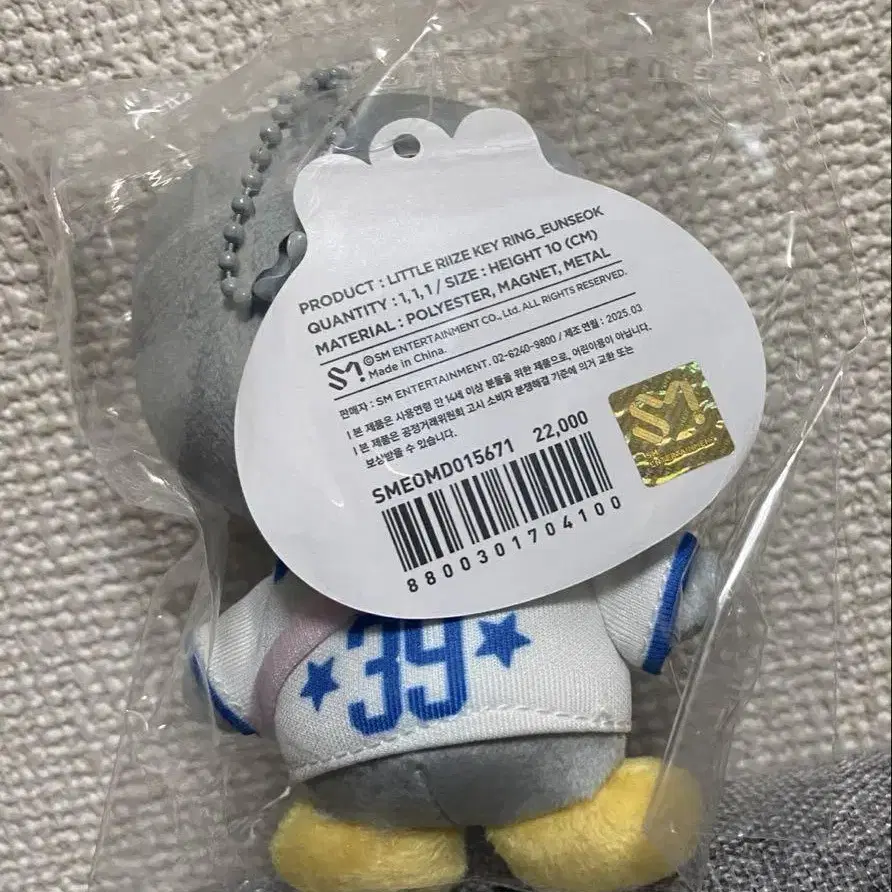 PRODUCT : LITTLE RIIZE KEY RING_EUNSEOK
QUANTITY : 1, 1, 1 / SIZE : HEIGHT 10 (CM)
MATERIAL : POLYESTER, MAGNET, METAL
SM ©SM ENTERTAINMENT CO., Ltd. ALL RIGHTS RESERVED.
Made in China.
판매자 : SM ENTERTAINMENT. 02-6240-9800 / 제조 연월 : 2025.03
| 본 제품은 사용연령 만 14세 이상 분들을 위한 제품으로, 어린이용이 아닙니다.
| 본 제품은 공정거래위원회 고시 소비자 분쟁해결 기준에 의거 교환 또는
보상받을 수 있습니다.
SME0MD015671 22,000
8800301704100
SM
SM ENTERTAINMENT
39